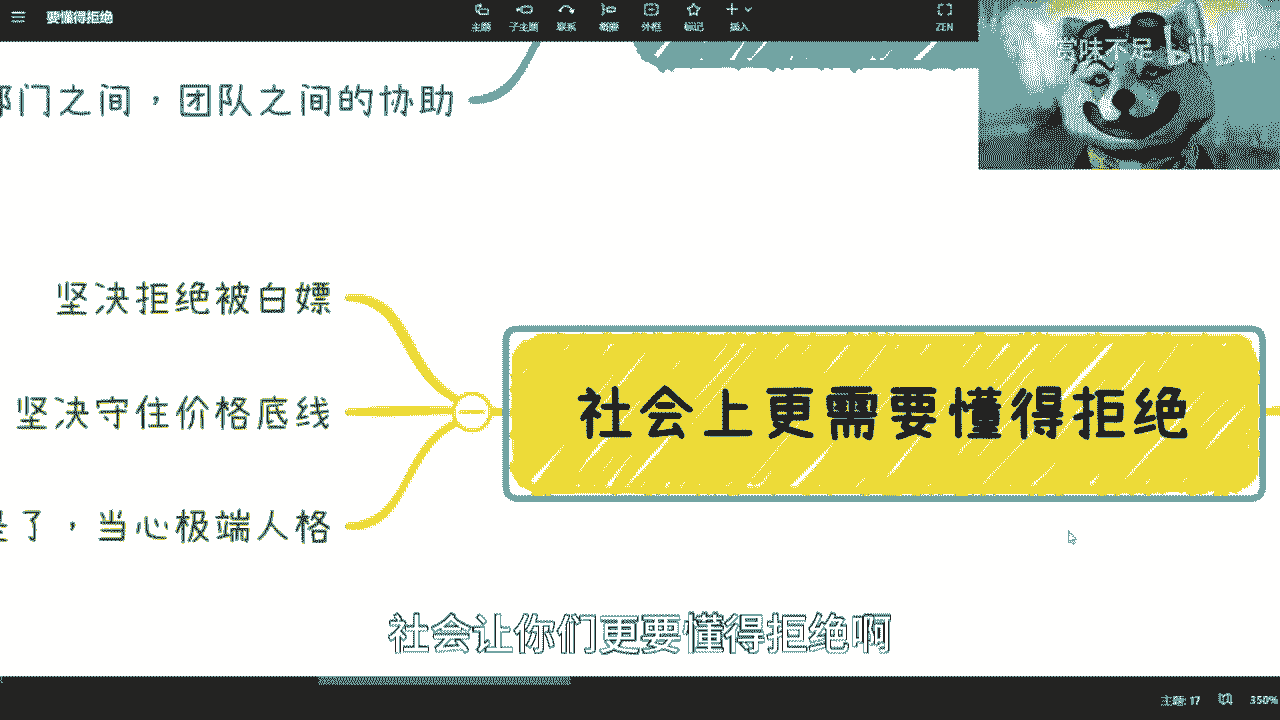 要懂得拒绝
主题 子主题 联系 概要 外框 标记 插入 ZEN
赏味不足 bilibili
部门之间，团队之间的协助
坚决拒绝被白嫖
坚决守住价格底线
是了，当心极端人格
社会上更需要懂得拒绝
社会让你们更要懂得拒绝啊
主题: 17 350%